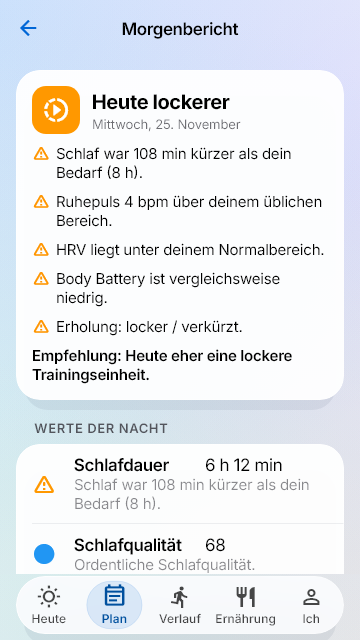 Morgenbericht
Heute lockerer
Mittwoch, 25. November
Schlaf war 108 min kürzer als dein
Bedarf (8 h).
Ruhepuls 4 bpm über deinem üblichen
Bereich.
HRV liegt unter deinem Normalbereich.
Body Battery ist vergleichsweise
niedrig.
Erholung: locker / verkürzt.
Empfehlung: Heute eher eine lockere
Trainingseinheit.
WERTE DER NACHT
Schlafdauer 6 h 12 min
Schlaf war 108 min kürzer als dein
Bedarf (8 h).
Schlafqualität 68
Ordentliche Schlafqualität.
Heute Plan Verlauf Ernährung Ich